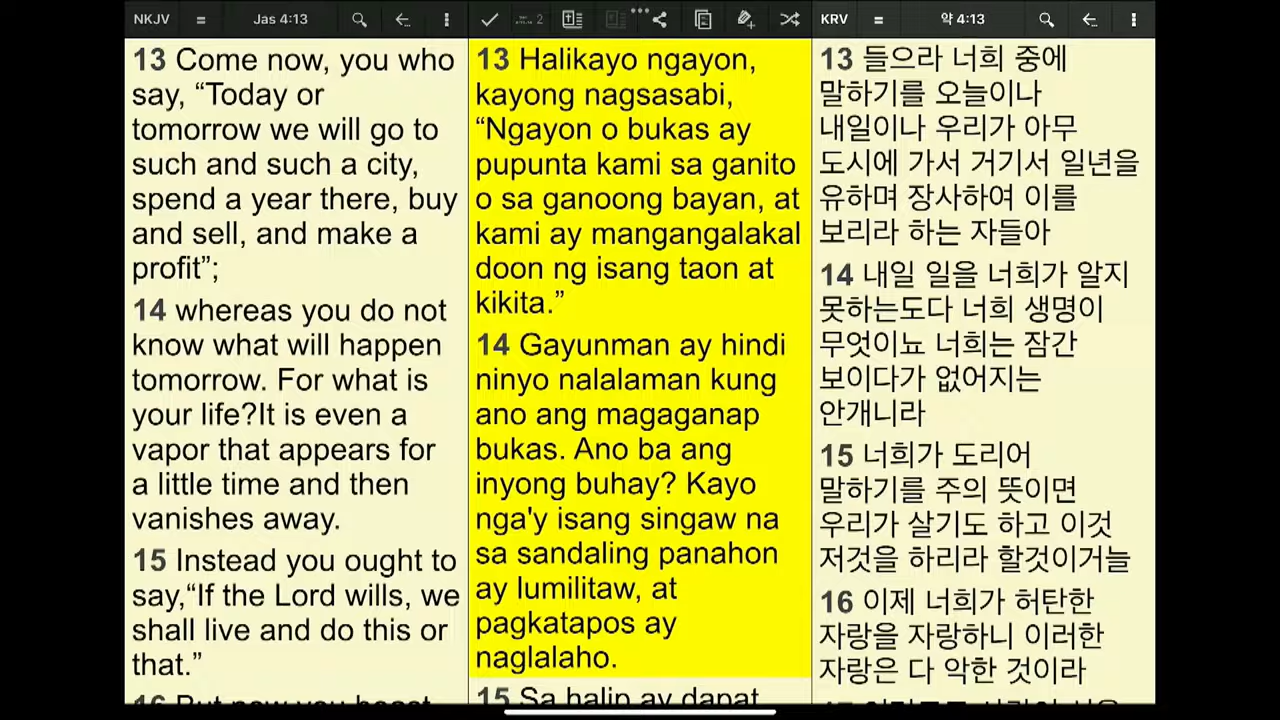 NKJV = Jas 4:13
13 Come now, you who
say, “Today or
tomorrow we will go to
such and such a city,
spend a year there, buy
and sell, and make a
profit”;
14 whereas you do not
know what will happen
tomorrow. For what is
your life?It is even a
vapor that appears for
a little time and then
vanishes away.
15 Instead you ought to
say,“If the Lord wills, we
shall live and do this or
that.”
16 But now you boast
2
13 Halikayo ngayon,
kayong nagsasabi,
“Ngayon o bukas ay
pupunta kami sa ganito
o sa ganoong bayan, at
kami ay mangangalakal
doon ng isang taon at
kikita.”
14 Gayunman ay hindi
ninyo nalalaman kung
ano ang magaganap
bukas. Ano ba ang
inyong buhay? Kayo
nga'y isang singaw na
sa sandaling panahon
ay lumilitaw, at
pagkatapos ay
naglalaho.
15 Sa halip ay dapat
KRV = 약 4:13
13 들으라 너희 중에
말하기를 오늘이나
내일이나 우리가 아무
도시에 가서 거기서 일년을
유하며 장사하여 이를
보리라 하는 자들아
14 내일 일을 너희가 알지
못하는도다 너희 생명이
무엇이뇨 너희는 잠간
보이다가 없어지는
안개니라
15 너희가 도리어
말하기를 주의 뜻이면
우리가 살기도 하고 이것
저것을 하리라 할것이거늘
16 이제 너희가 허탄한
자랑을 자랑하니 이러한
자랑은 다 악한 것이라